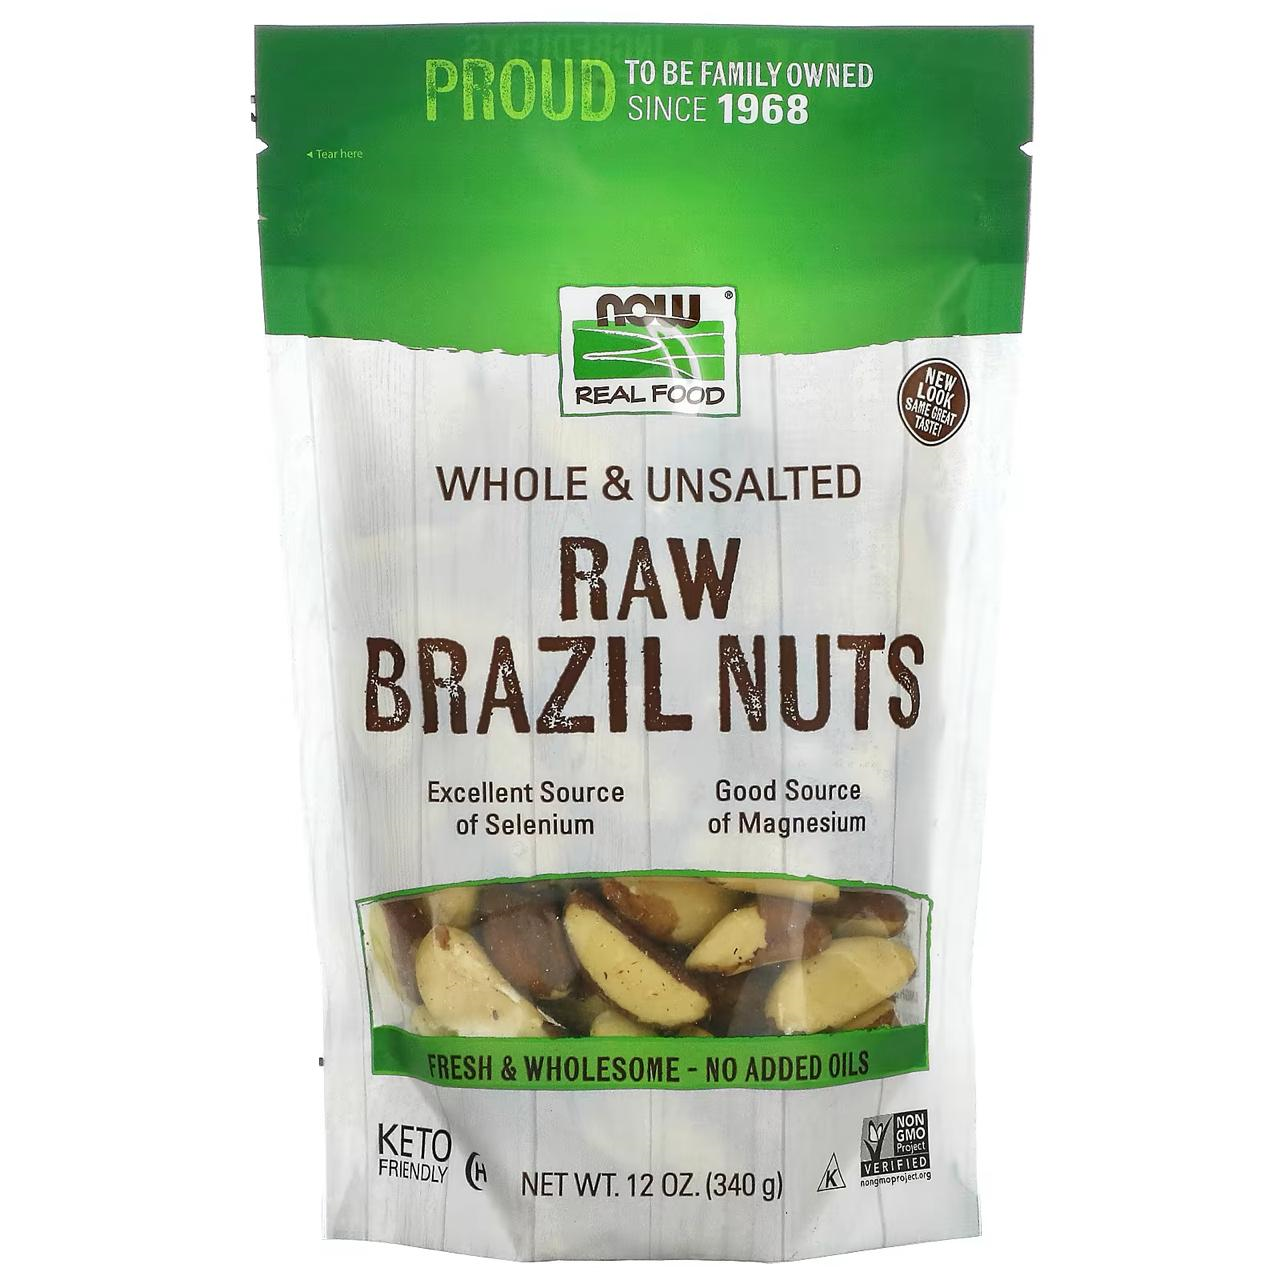 PROUD TO BE FAMILY OWNED
SINCE 1968
Tear here
NOW®
REAL FOOD
NEW
LOOK
SAME GREAT
TASTE!
WHOLE & UNSALTED
RAW
BRAZIL NUTS
Excellent Source
of Selenium
Good Source
of Magnesium
FRESH & WHOLESOME - NO ADDED OILS
KETO
FRIENDLY
H
NET WT. 12 OZ. (340 g)
K
NON
GMO
Project
VERIFIED
nongmoproject.org